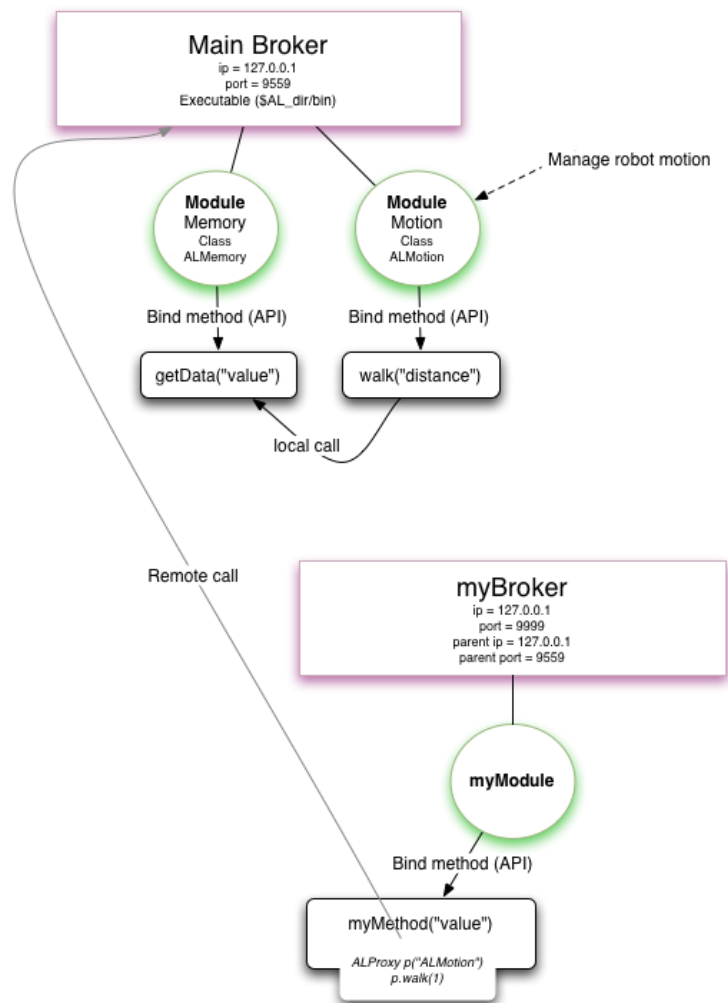 Main Broker
ip = 127.0.0.1
port = 9559
Executable ($AL_dir/bin)
Manage robot motion
Module
Memory
Class
ALMemory
Module
Motion
Class
ALMotion
Bind method (API)
Bind method (API)
getData("value")
walk("distance")
local call
Remote call
myBroker
ip = 127.0.0.1
port = 9999
parent ip = 127.0.0.1
parent port = 9559
myModule
Bind method (API)
myMethod("value")
ALProxy p("ALMotion")
p.walk(1)